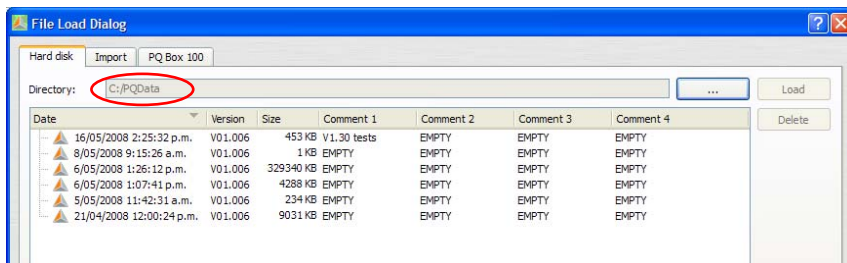 File Load Dialog
Hard disk Import PQ Box 100
Directory: C:/PQData ... Load
Date Version Size Comment 1 Comment 2 Comment 3 Comment 4 Delete
16/05/2008 2:25:32 p.m. V01.006 453 KB V1.30 tests EMPTY EMPTY EMPTY
8/05/2008 9:15:26 a.m. V01.006 1 KB EMPTY EMPTY EMPTY EMPTY
6/05/2008 1:26:12 p.m. V01.006 329340 KB EMPTY EMPTY EMPTY EMPTY
6/05/2008 1:07:41 p.m. V01.006 4288 KB EMPTY EMPTY EMPTY EMPTY
5/05/2008 11:42:31 a.m. V01.006 234 KB EMPTY EMPTY EMPTY EMPTY
21/04/2008 12:00:24 p.m. V01.006 9031 KB EMPTY EMPTY EMPTY EMPTY